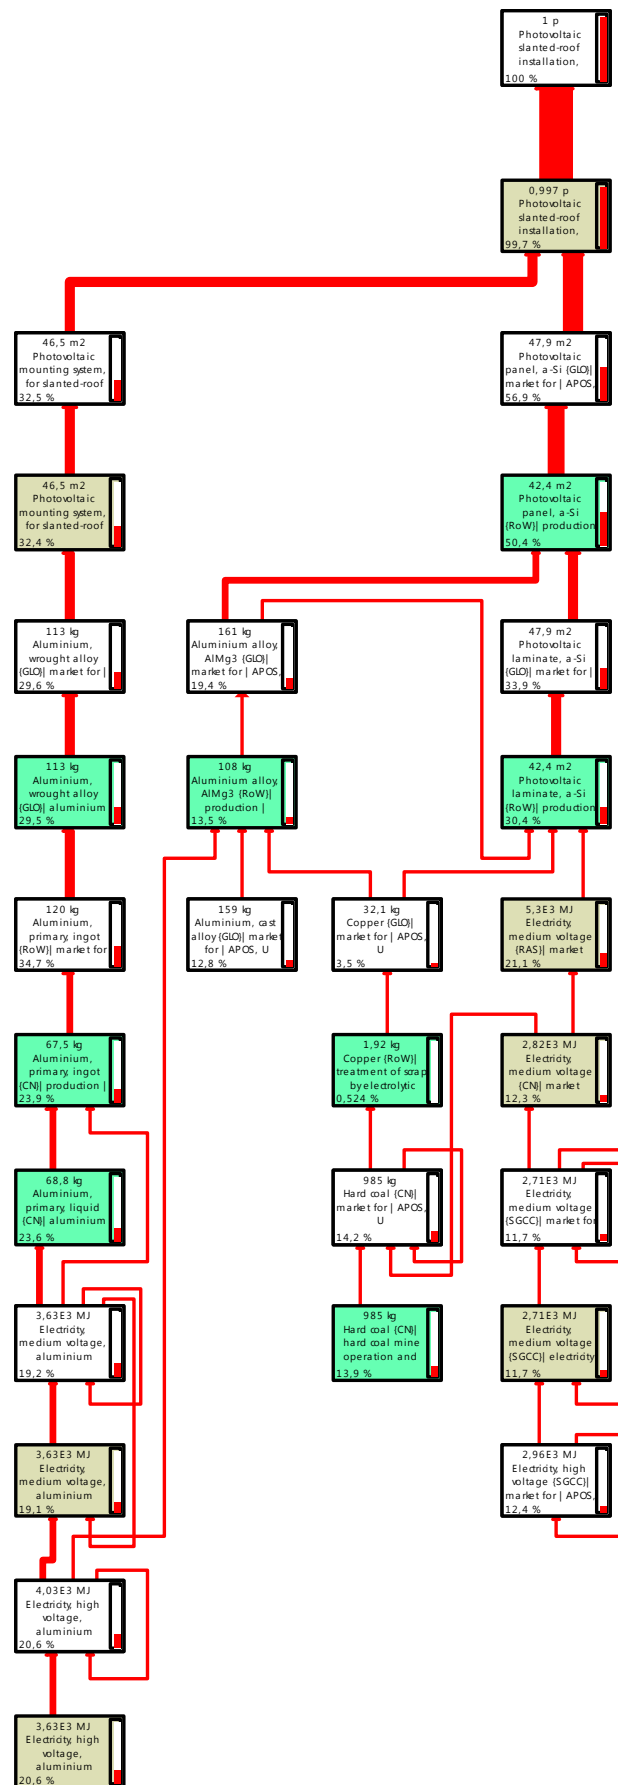 1 p
Photovoltaic
slanted-roof
installation,
100 %
0,997 p
Photovoltaic
slanted-roof
installation,
99,7 %
46,5 m2
Photovoltaic
mounting system,
for slanted-roof
32,5 %
47,9 m2
Photovoltaic
panel, a-Si {GLO}|
market for | APOS,
56,9 %
46,5 m2
Photovoltaic
mounting system,
for slanted-roof
32,4 %
42,4 m2
Photovoltaic
panel, a-Si
{RoW}| production
50,4 %
113 kg
Aluminium,
wrought alloy
{GLO}| market for |
29,6 %
161 kg
Aluminium alloy,
AlMg3 {GLO}|
market for | APOS,
19,4 %
47,9 m2
Photovoltaic
laminate, a-Si
{GLO}| market for |
33,9 %
113 kg
Aluminium,
wrought alloy
{GLO}| aluminium
29,5 %
108 kg
Aluminium alloy,
AlMg3 {RoW}|
production |
13,5 %
42,4 m2
Photovoltaic
laminate, a-Si
{RoW}| production
30,4 %
120 kg
Aluminium,
primary, ingot
{RoW}| market for
34,7 %
159 kg
Aluminium, cast
alloy {GLO}| market
for | APOS, U
12,8 %
32,1 kg
Copper {GLO}|
market for | APOS,
U
3,5 %
5,3E3 MJ
Electricity,
medium voltage
{RAS}| market
21,1 %
67,5 kg
Aluminium,
primary, ingot
{CN}| production |
23,9 %
1,92 kg
Copper {RoW}|
treatment of scrap
by electrolytic
0,524 %
2,82E3 MJ
Electricity,
medium voltage
{CN}| market
12,3 %
68,8 kg
Aluminium,
primary, liquid
{CN}| aluminium
23,6 %
985 kg
Hard coal {CN}|
market for | APOS,
U
14,2 %
2,71E3 MJ
Electricity,
medium voltage
{SGCC}| market for
11,7 %
3,63E3 MJ
Electricity,
medium voltage,
aluminium
19,2 %
985 kg
Hard coal {CN}|
hard coal mine
operation and
13,9 %
2,71E3 MJ
Electricity,
medium voltage
{SGCC}| electricity
11,7 %
3,63E3 MJ
Electricity,
medium voltage,
aluminium
19,1 %
2,96E3 MJ
Electricity, high
voltage {SGCC}|
market for | APOS,
12,4 %
4,03E3 MJ
Electricity, high
voltage,
aluminium
20,6 %
3,63E3 MJ
Electricity, high
voltage,
aluminium
20,6 %